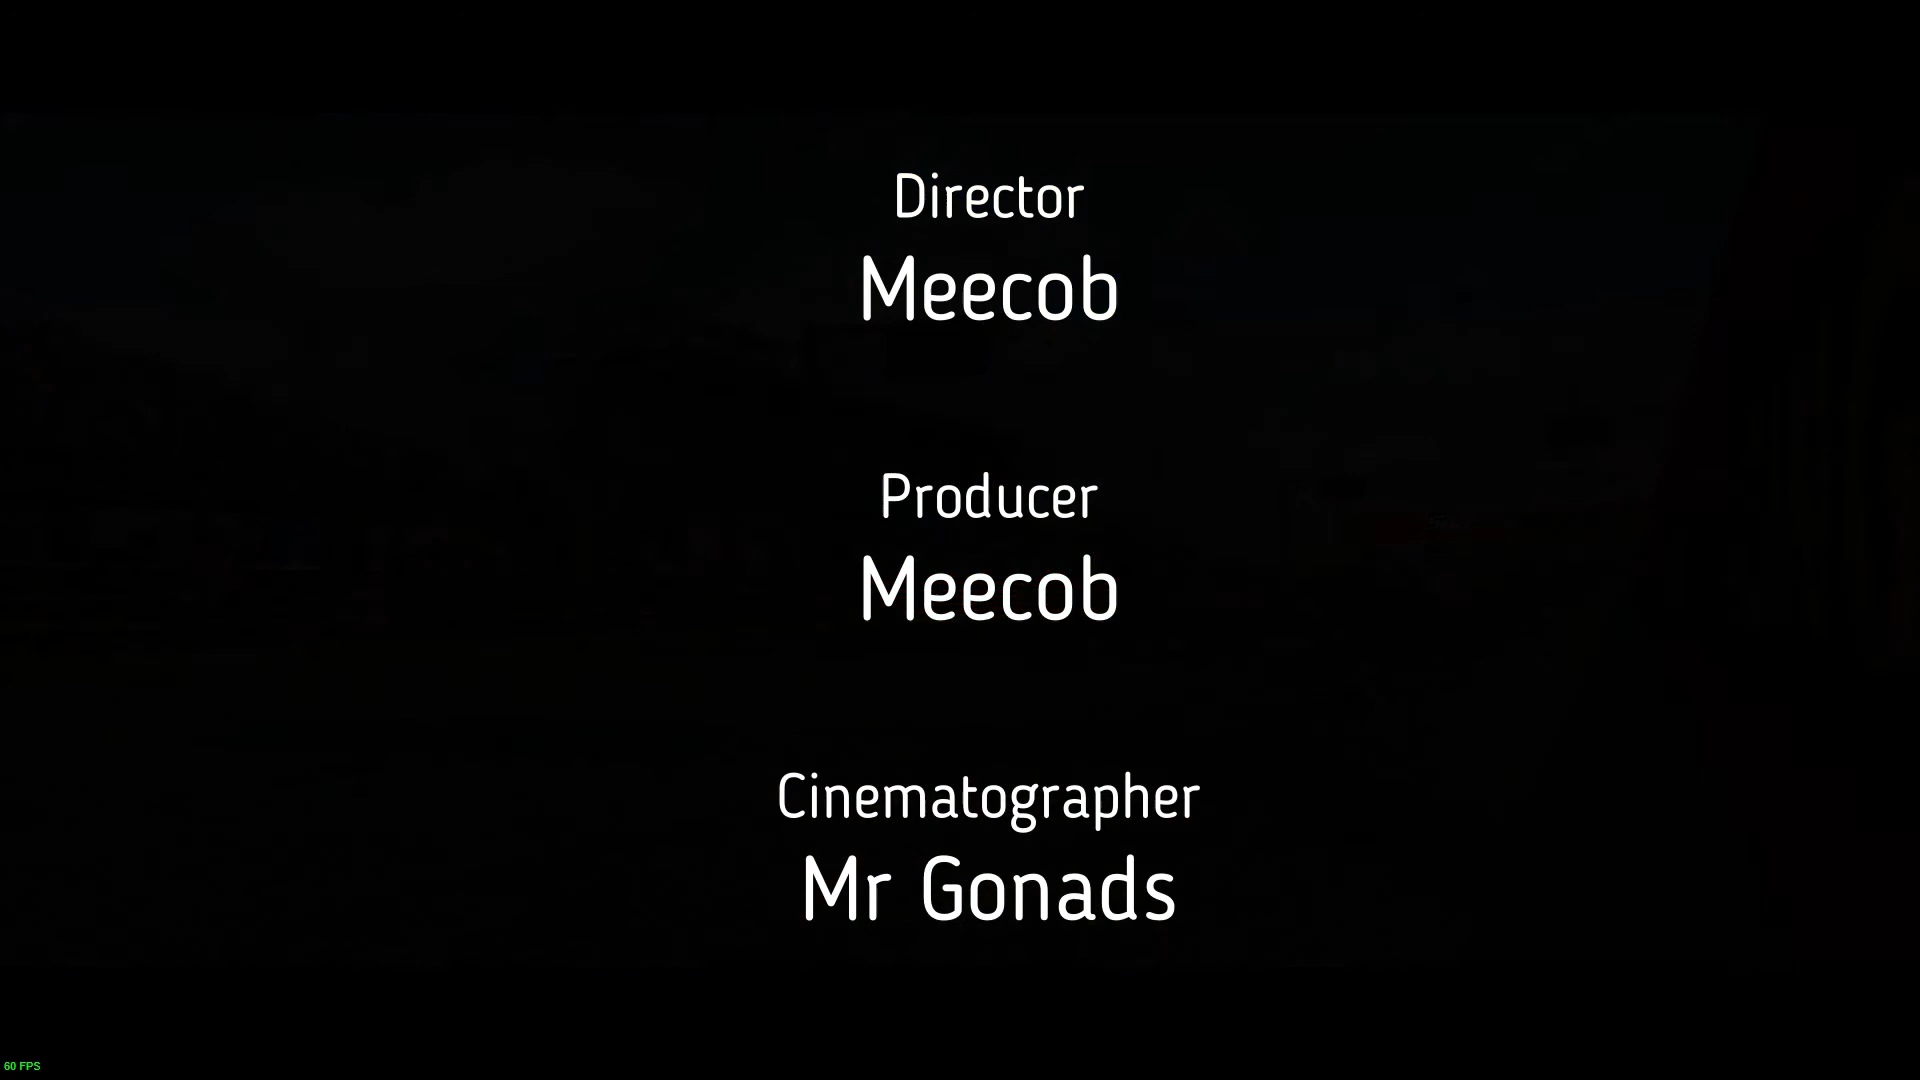 Director
Meecob
Producer
Meecob
Cinematographer
Mr Gonads
60 FPS